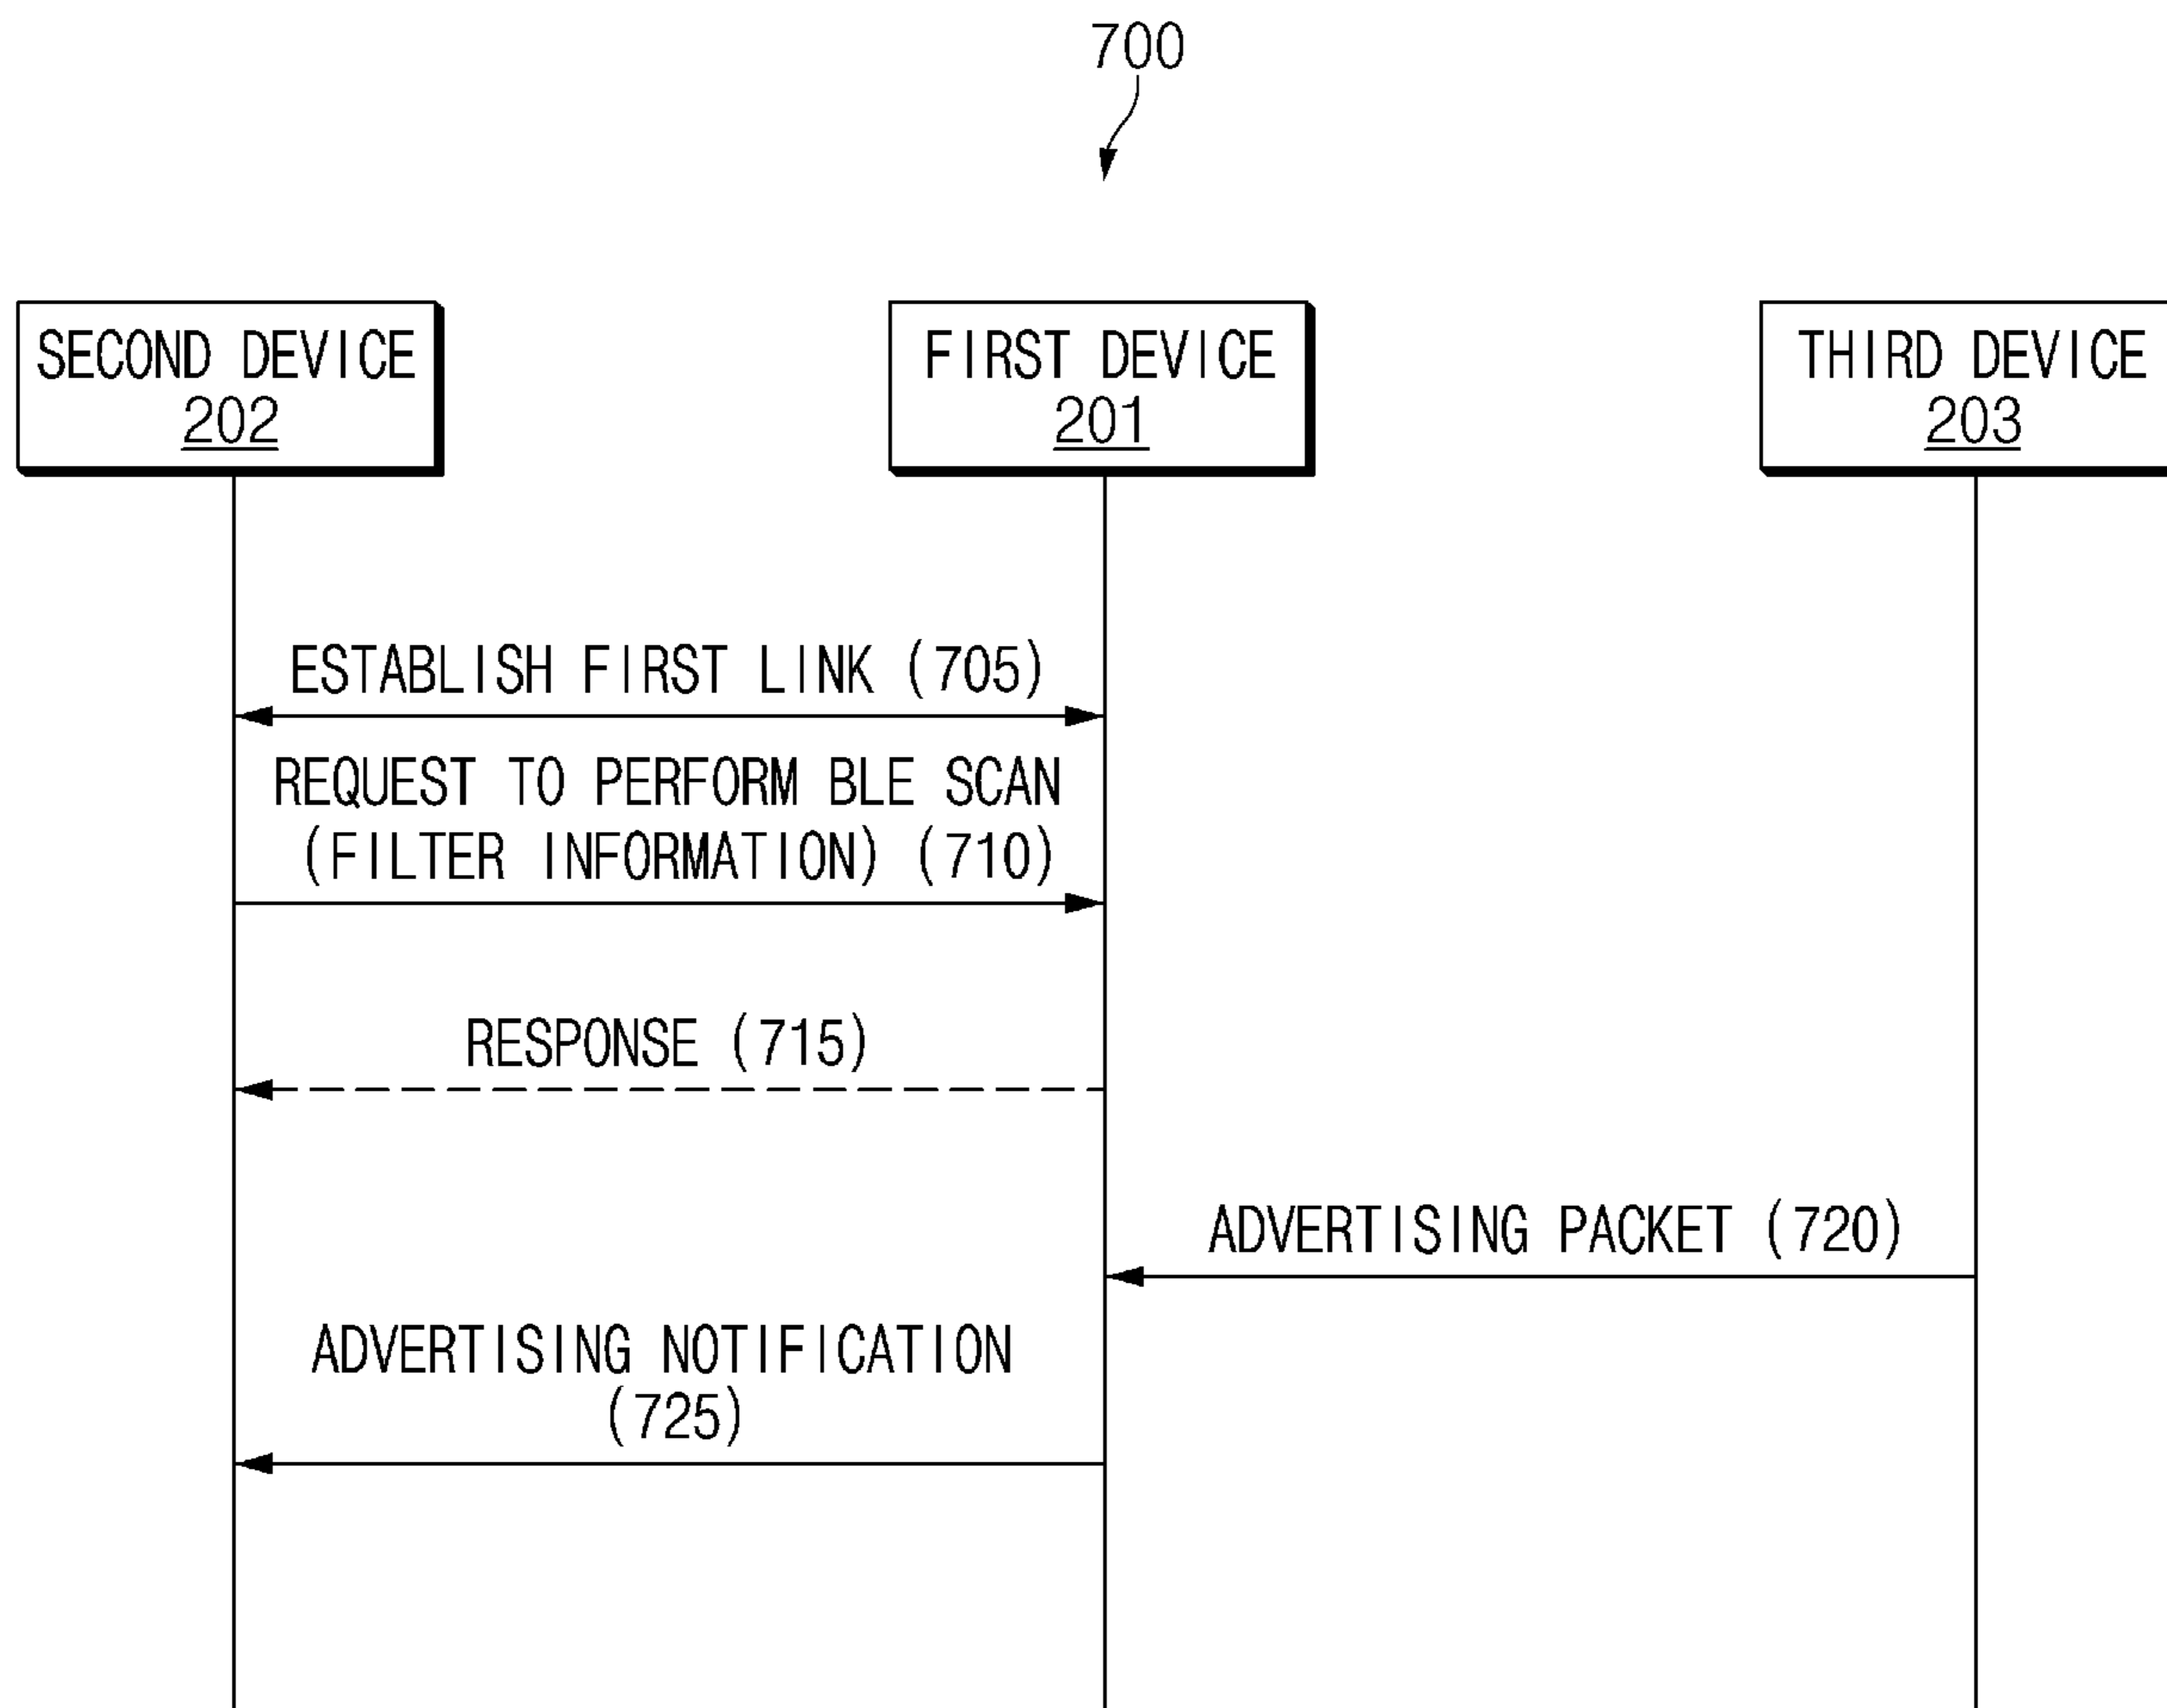 700
SECOND DEVICE
202
FIRST DEVICE
201
THIRD DEVICE
203
ESTABLISH FIRST LINK (705)
REQUEST TO PERFORM BLE SCAN
(FILTER INFORMATION) (710)
RESPONSE (715)
ADVERTISING PACKET (720)
ADVERTISING NOTIFICATION
(725)